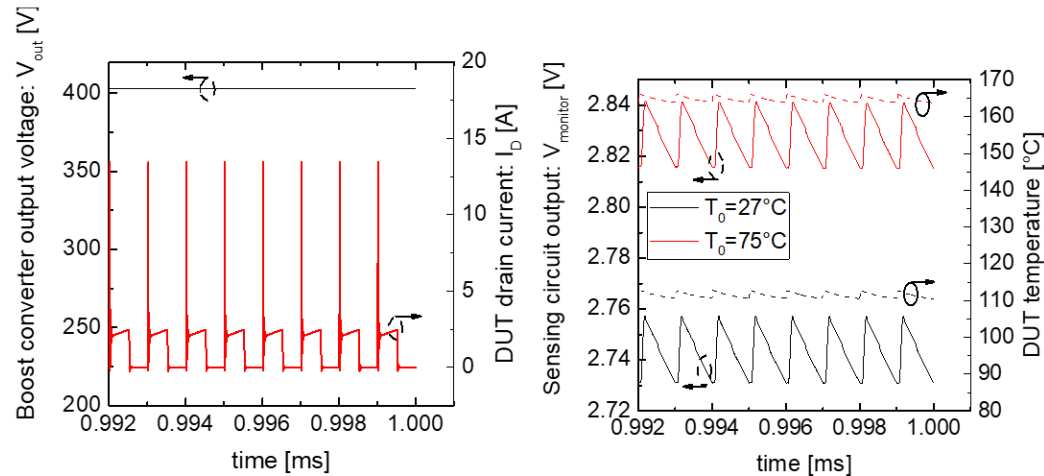 Boost converter output voltage: V_out [V]
400
350
300
250
200
20
15
10
5
0
DUT drain current: I_D [A]
0.992 0.994 0.996 0.998 1.000
time [ms]
Sensing circuit output: V_monitor [V]
2.84
2.82
2.80
2.78
2.76
2.74
2.72
T_0=27°C
T_0=75°C
170
160
150
140
130
120
110
100
90
80
DUT temperature [°C]
0.992 0.994 0.996 0.998 1.000
time [ms]